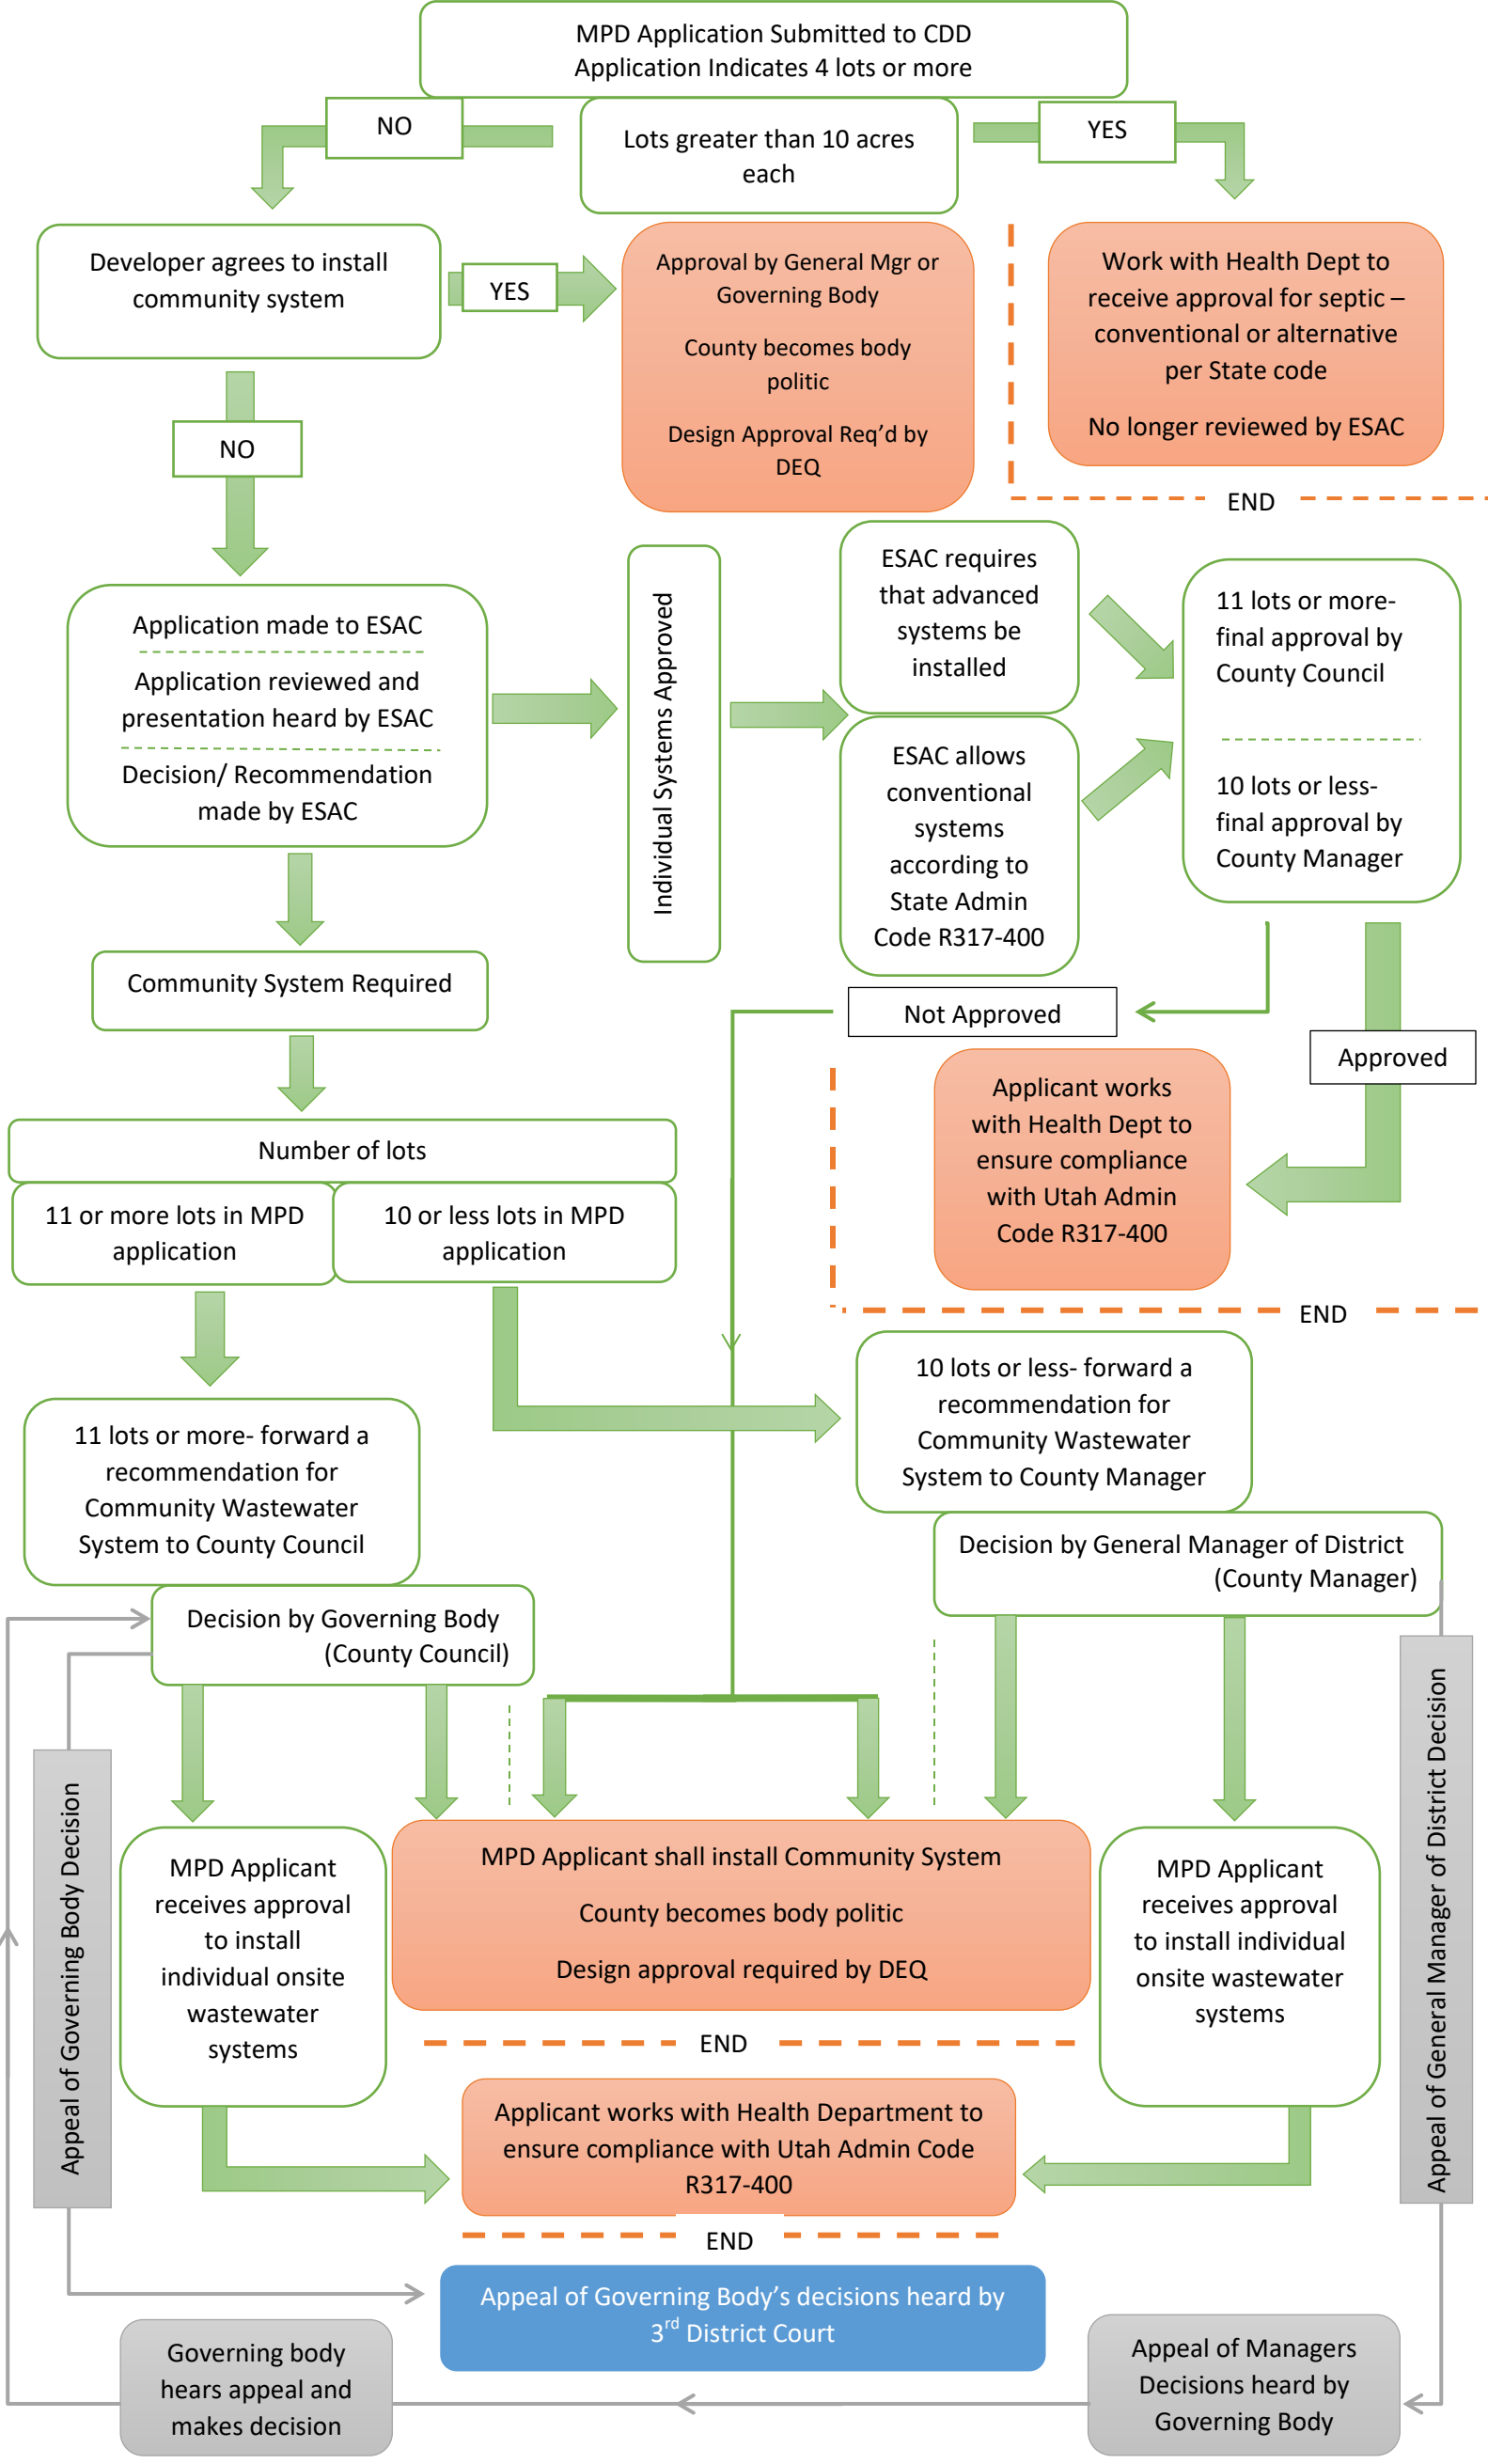 MPD Application Submitted to CDD
Application Indicates 4 lots or more
NO
Lots greater than 10 acres
each
YES
Developer agrees to install
community system
YES
Approval by General Mgr or
Governing Body
County becomes body
politic
Design Approval Req’d by
DEQ
Work with Health Dept to
receive approval for septic –
conventional or alternative
per State code
No longer reviewed by ESAC
END
NO
Application made to ESAC
Application reviewed and
presentation heard by ESAC
Decision/ Recommendation
made by ESAC
Individual Systems Approved
ESAC requires
that advanced
systems be
installed
ESAC allows
conventional
systems
according to
State Admin
Code R317-400
11 lots or more-
final approval by
County Council
10 lots or less-
final approval by
County Manager
Community System Required
Not Approved
Approved
Applicant works
with Health Dept to
ensure compliance
with Utah Admin
Code R317-400
END
Number of lots
11 or more lots in MPD
application
10 or less lots in MPD
application
11 lots or more- forward a
recommendation for
Community Wastewater
System to County Council
10 lots or less- forward a
recommendation for
Community Wastewater
System to County Manager
Decision by Governing Body
(County Council)
Decision by General Manager of District
(County Manager)
Appeal of Governing Body Decision
MPD Applicant
receives approval
to install
individual onsite
wastewater
systems
MPD Applicant shall install Community System
County becomes body politic
Design approval required by DEQ
END
MPD Applicant
receives approval
to install individual
onsite wastewater
systems
Appeal of General Manager of District Decision
Applicant works with Health Department to
ensure compliance with Utah Admin Code
R317-400
END
Appeal of Governing Body’s decisions heard by
3rd District Court
Governing body
hears appeal and
makes decision
Appeal of Managers
Decisions heard by
Governing Body